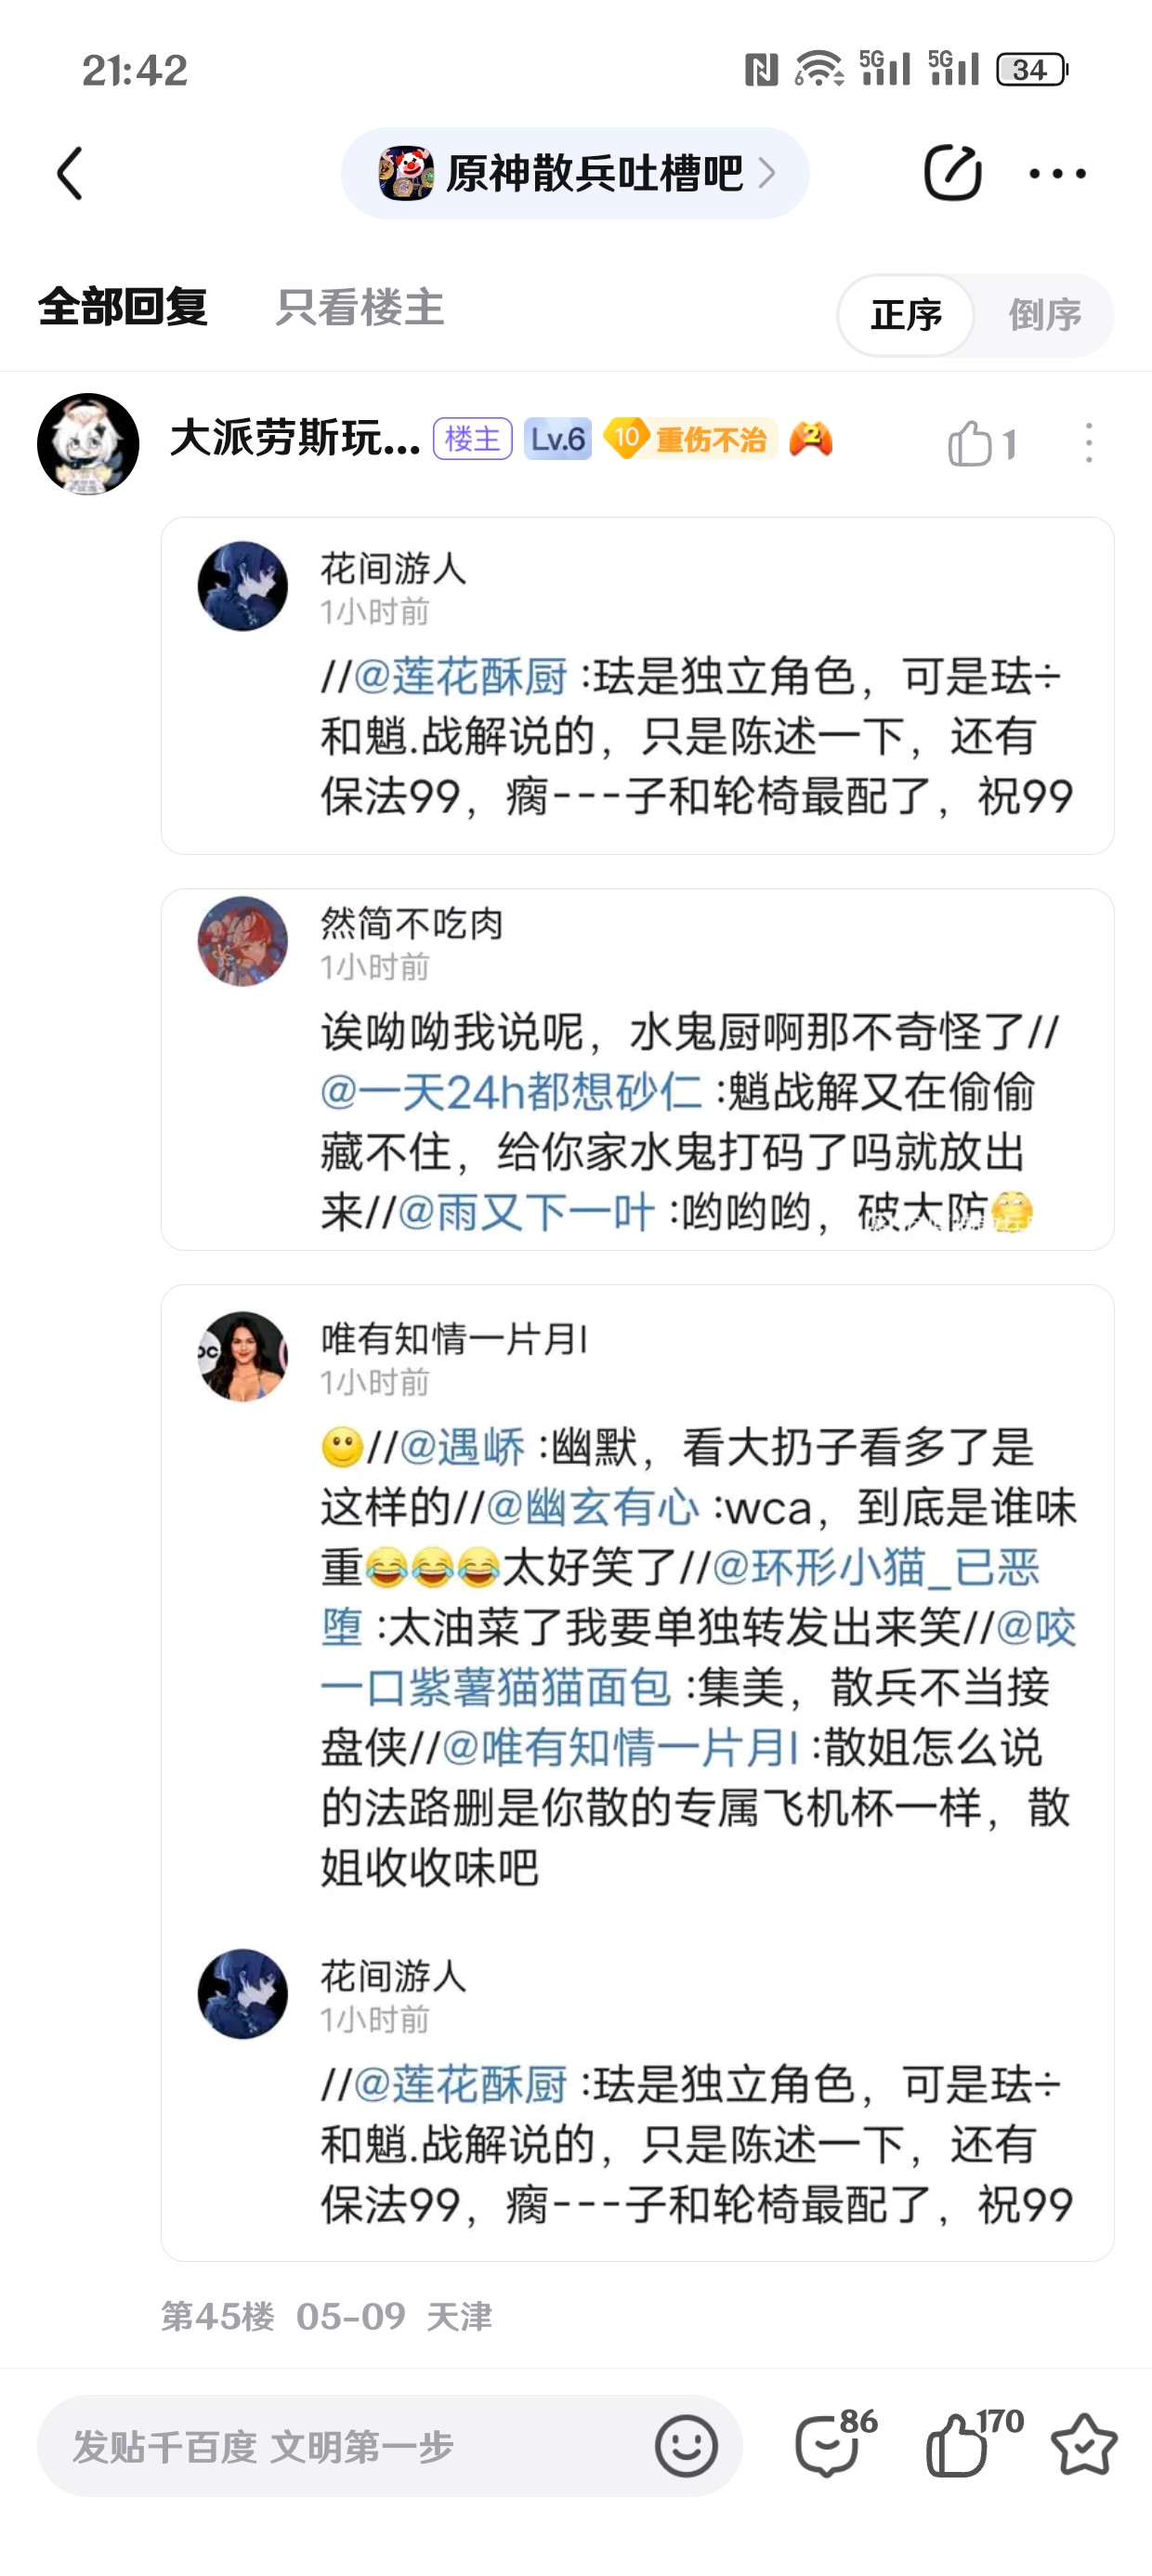 21:42
5G 5G 34
原神散兵吐槽吧
全部回复 只看楼主 正序 倒序
大派劳斯玩... 楼主 Lv.6 10 重伤不治 2 1
花间游人
1小时前
//@莲花酥厨 :珐是独立角色，可是珐÷
和魈.战解说的，只是陈述一下，还有
保法99，瘸---子和轮椅最配了，祝99
然简不吃肉
1小时前
诶呦呦我说呢，水鬼厨啊那不奇怪了//
@一天24h都想砂仁 :魈战解又在偷偷
藏不住，给你家水鬼打码了吗就放出
来//@雨又下一叶 :哟哟哟，破大防
唯有知情一片月I
1小时前
//@遇峤 :幽默，看大扔子看多了是
这样的//@幽玄有心 :wca，到底是谁味
重太好笑了//@环形小猫_已恶
堕 :太油菜了我要单独转发出来笑//@咬
一口紫薯猫猫面包 :集美，散兵不当接
盘侠//@唯有知情一片月I :散姐怎么说
的法路删是你散的专属飞机杯一样，散
姐收收味吧
花间游人
1小时前
//@莲花酥厨 :珐是独立角色，可是珐÷
和魈.战解说的，只是陈述一下，还有
保法99，瘸---子和轮椅最配了，祝99
第45楼 05-09 天津
发贴千百度 文明第一步 86 170